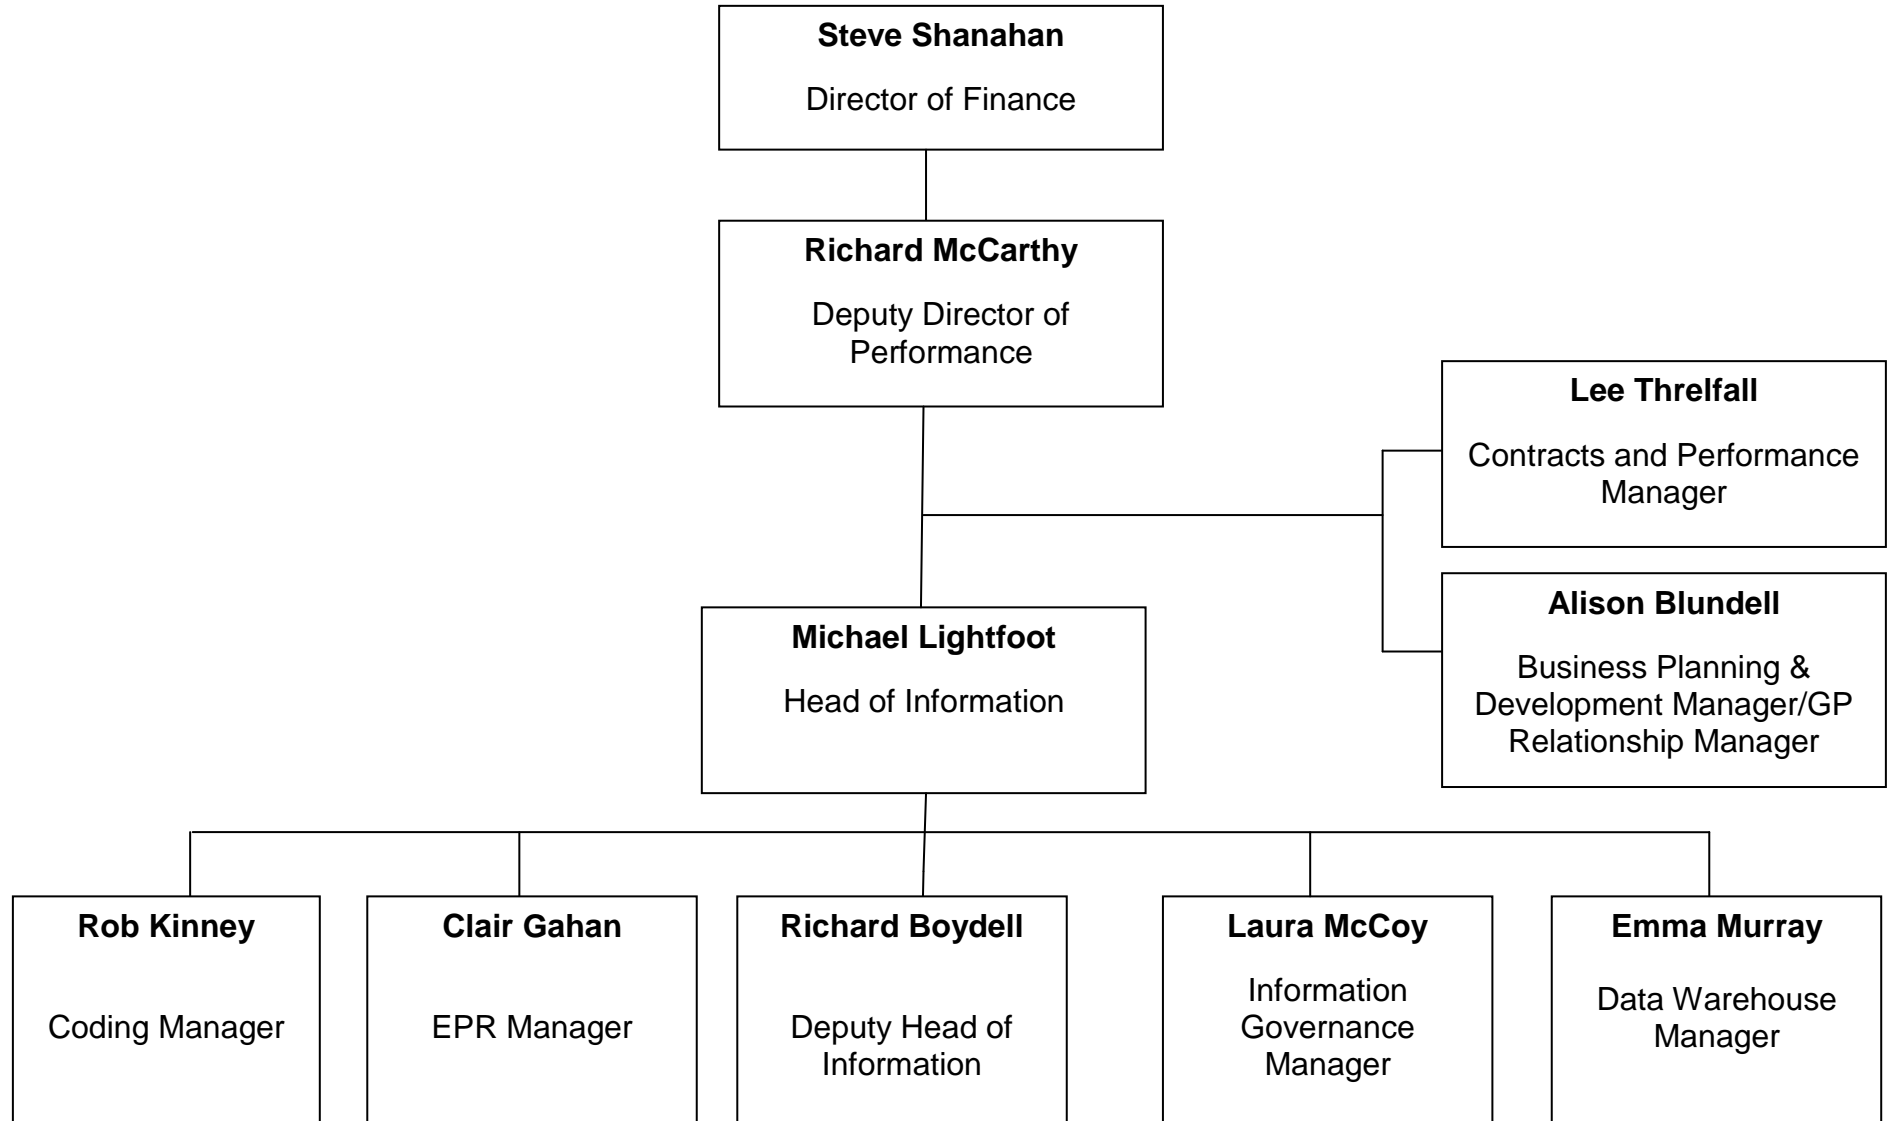 Steve Shanahan
Director of Finance
Richard McCarthy
Deputy Director of
Performance
Lee Threlfall
Contracts and Performance
Manager
Alison Blundell
Business Planning &
Development Manager/GP
Relationship Manager
Michael Lightfoot
Head of Information
Rob Kinney
Coding Manager
Clair Gahan
EPR Manager
Richard Boydell
Deputy Head of
Information
Laura McCoy
Information
Governance
Manager
Emma Murray
Data Warehouse
Manager